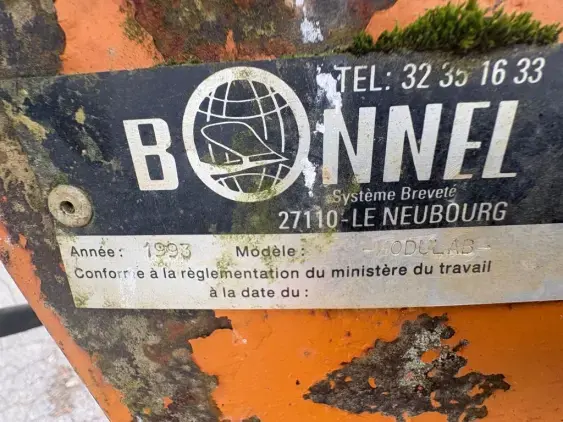 TEL: 32 35 16 33
BONNEL
Système Breveté
27110-LE NEUBOURG
Année: 1993 Modèle: -MODULAB-
Conforme à la règlementation du ministère du travail
à la date du: